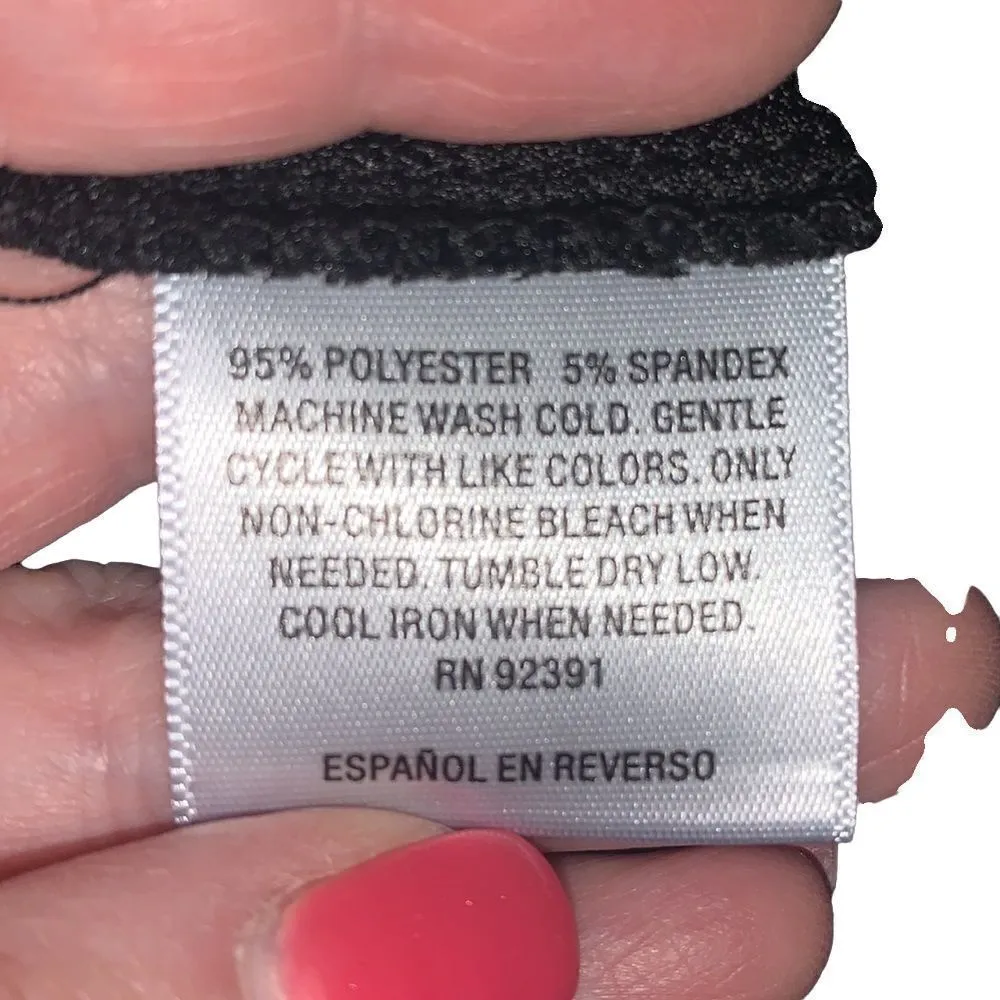 95% POLYESTER 5% SPANDEX
MACHINE WASH COLD. GENTLE
CYCLE WITH LIKE COLORS. ONLY
NON-CHLORINE BLEACH WHEN
NEEDED. TUMBLE DRY LOW.
COOL IRON WHEN NEEDED.
RN 92391
ESPAÑOL EN REVERSO